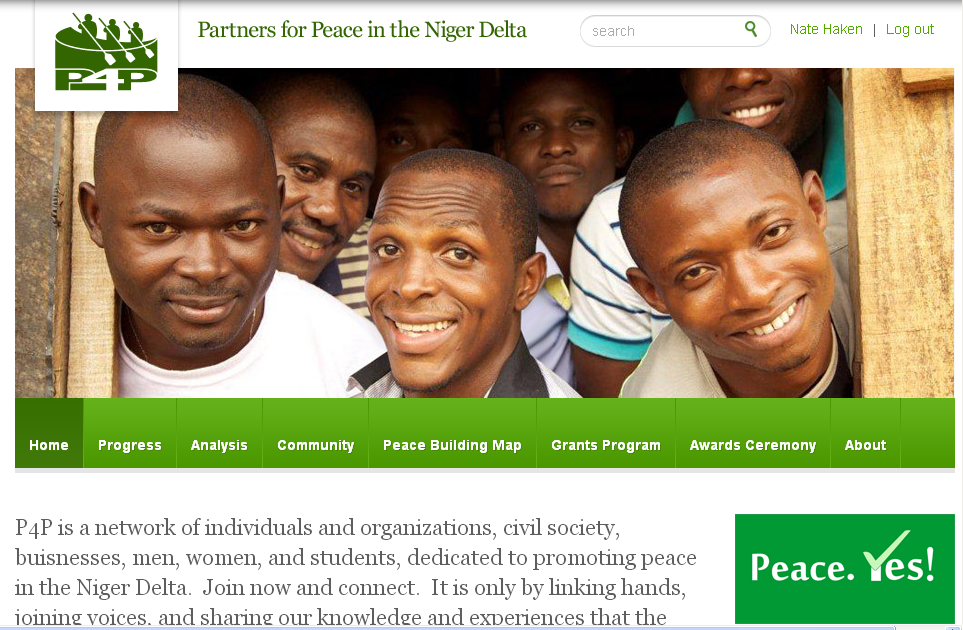 P4P
Partners for Peace in the Niger Delta
search
Nate Haken | Log out
Home Progress Analysis Community Peace Building Map Grants Program Awards Ceremony About
P4P is a network of individuals and organizations, civil society,
buisnesses, men, women, and students, dedicated to promoting peace
in the Niger Delta. Join now and connect. It is only by linking hands,
joining voices, and sharing our knowledge and experiences that the
Peace. Yes!